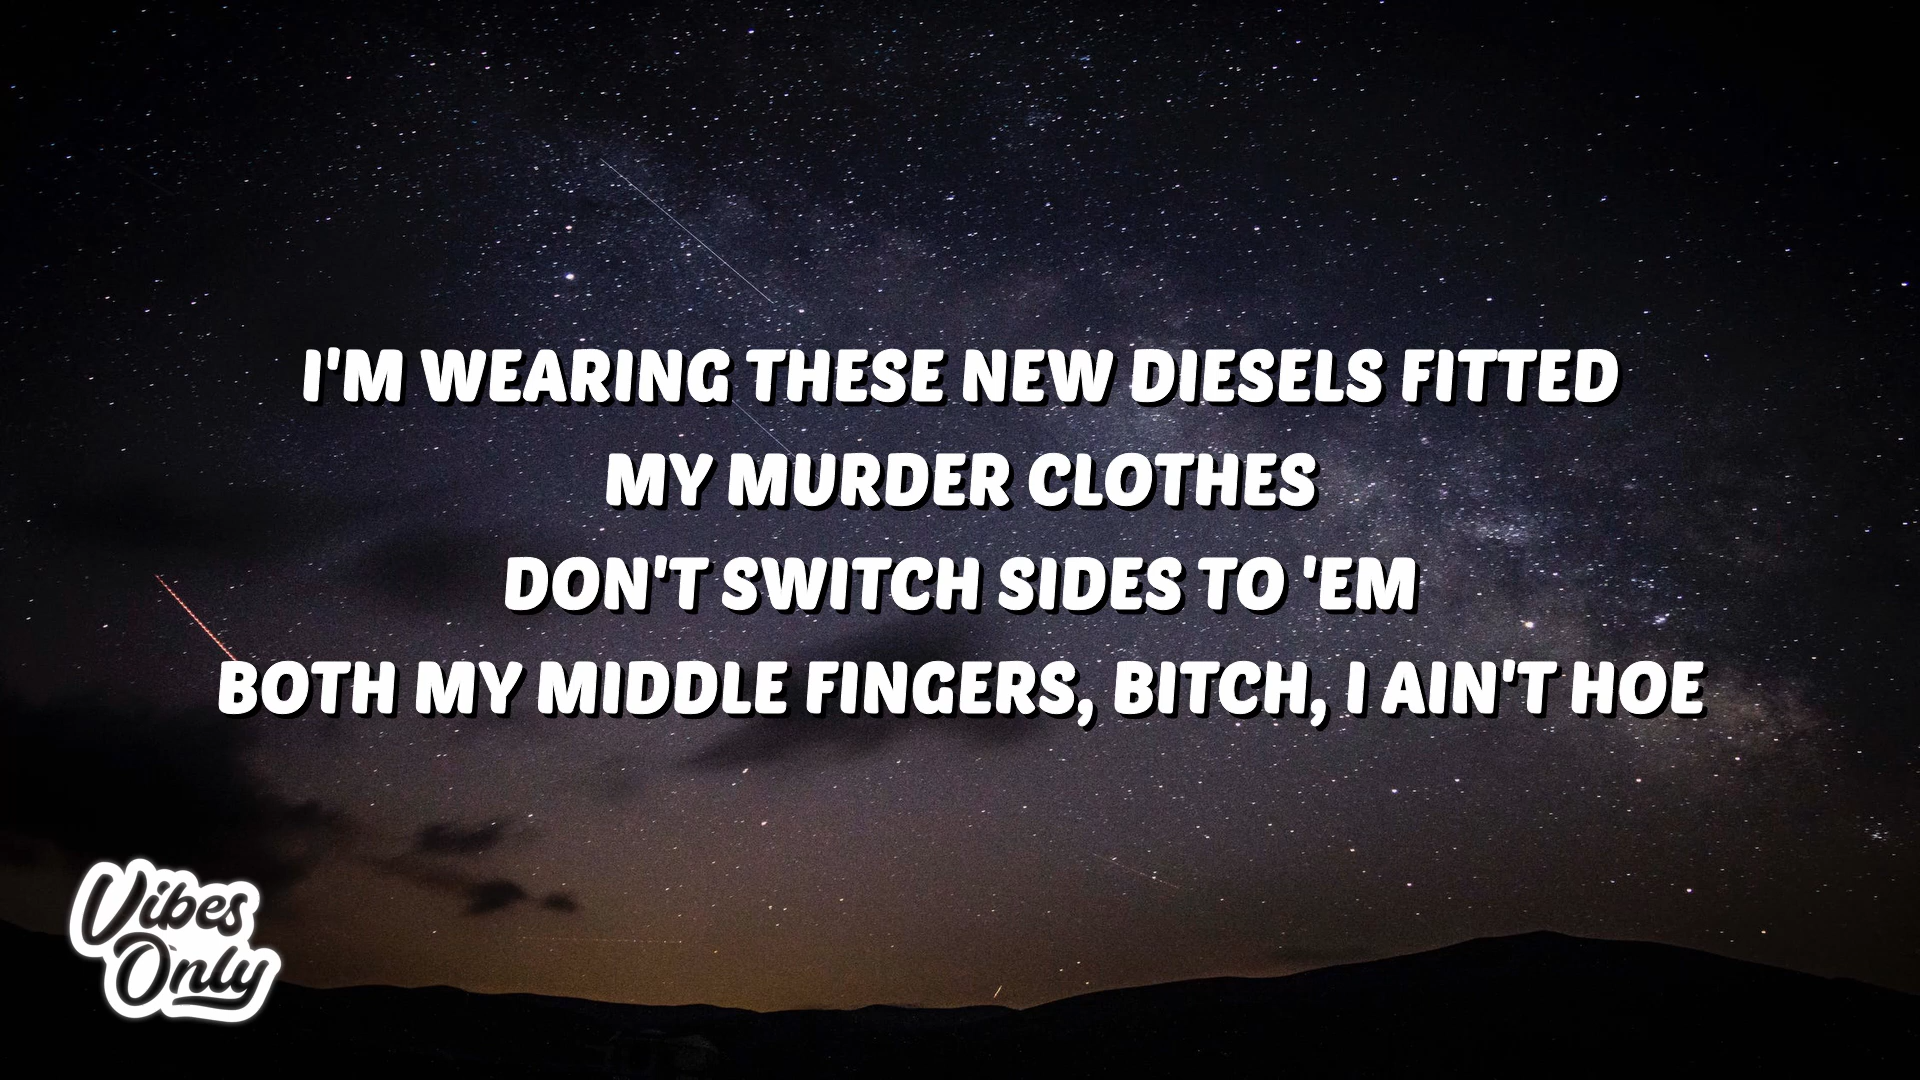 I'M WEARING THESE NEW DIESELS FITTED
MY MURDER CLOTHES
DON'T SWITCH SIDES TO 'EM
BOTH MY MIDDLE FINGERS, BITCH, I AIN'T HOE
Vibes
Only